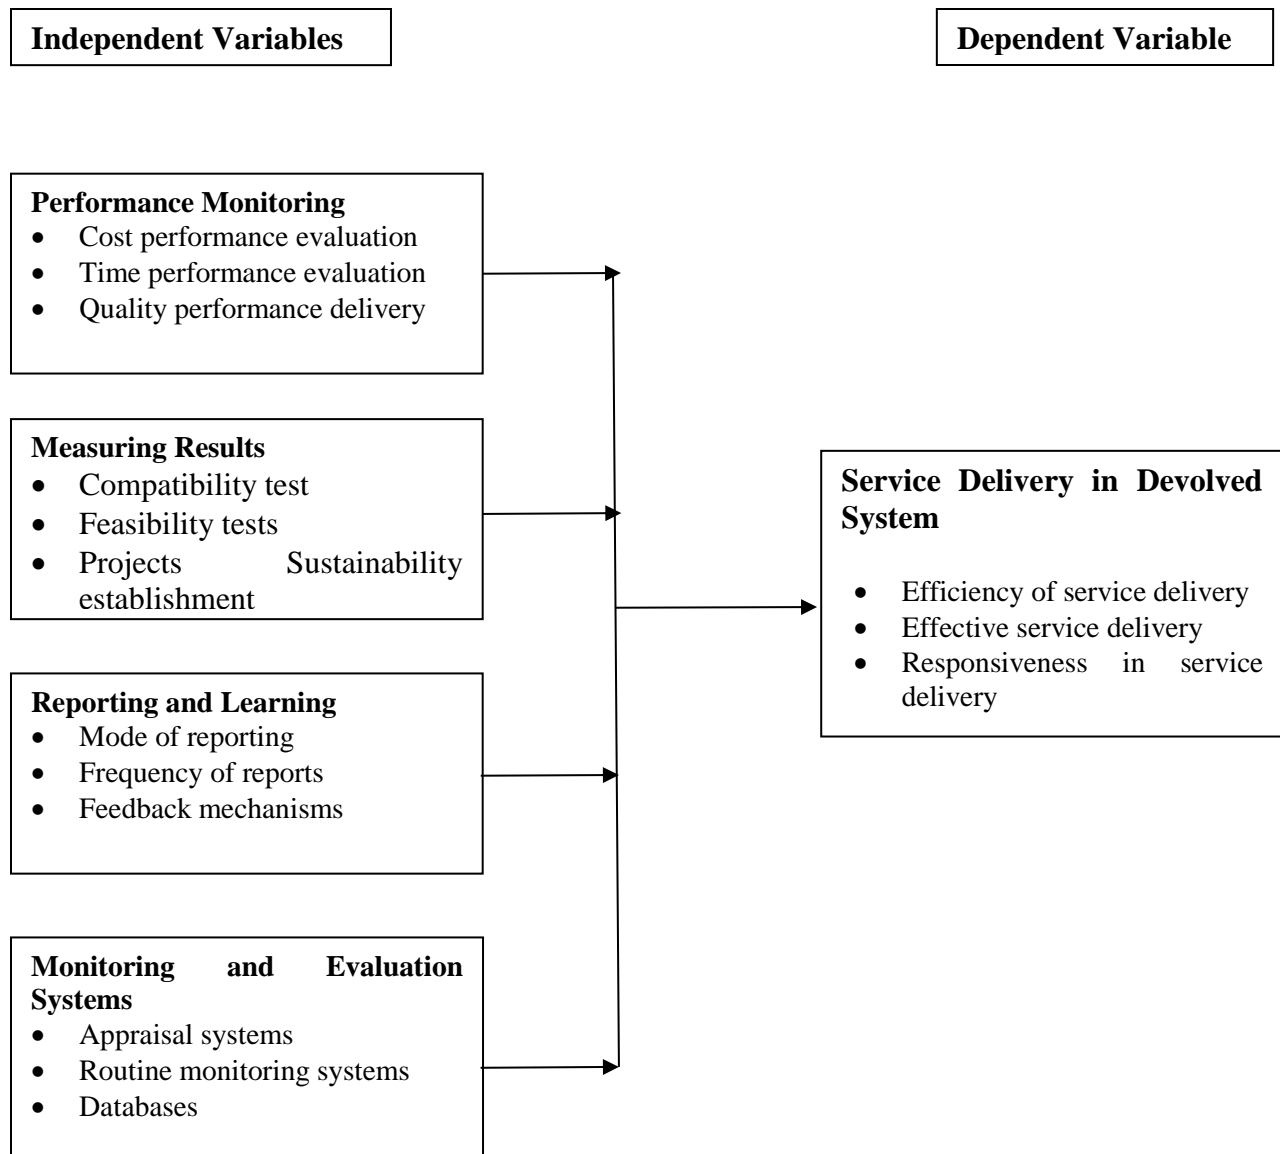 Independent Variables
Dependent Variable
Performance Monitoring
• Cost performance evaluation
• Time performance evaluation
• Quality performance delivery
Measuring Results
• Compatibility test
• Feasibility tests
• Projects Sustainability
establishment
Reporting and Learning
• Mode of reporting
• Frequency of reports
• Feedback mechanisms
Monitoring and Evaluation
Systems
• Appraisal systems
• Routine monitoring systems
• Databases
Service Delivery in Devolved
System
• Efficiency of service delivery
• Effective service delivery
• Responsiveness in service
delivery